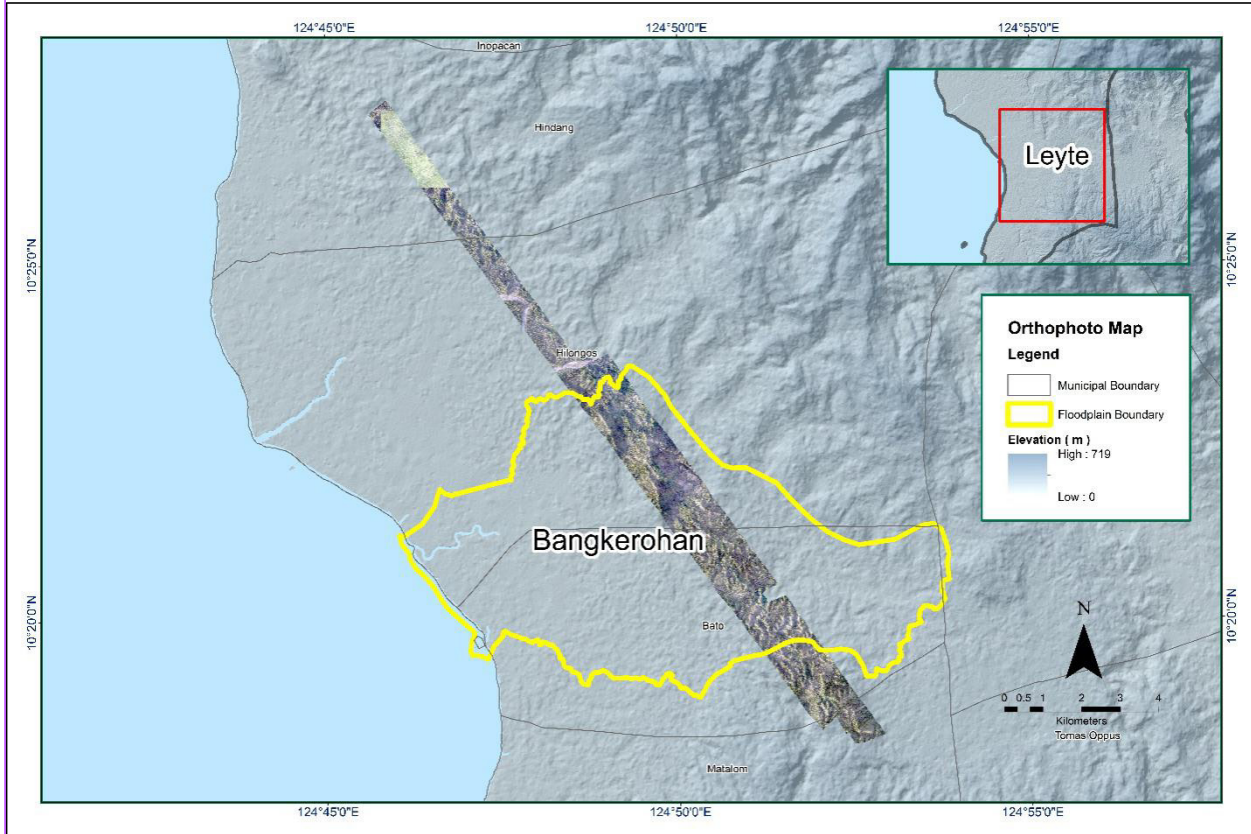 124°45'0"E
124°50'0"E
124°55'0"E
Inopacan
Hindang
Leyte
10°25'0"N
10°25'0"N
Orthophoto Map
Legend
Municipal Boundary
Floodplain Boundary
Elevation ( m )
High : 719
Low : 0
Hilongos
Bangkerohan
10°20'0"N
10°20'0"N
Bato
N
0 0.5 1 2 3 4
Kilometers
Tomas Oppus
Matalom
124°45'0"E
124°50'0"E
124°55'0"E